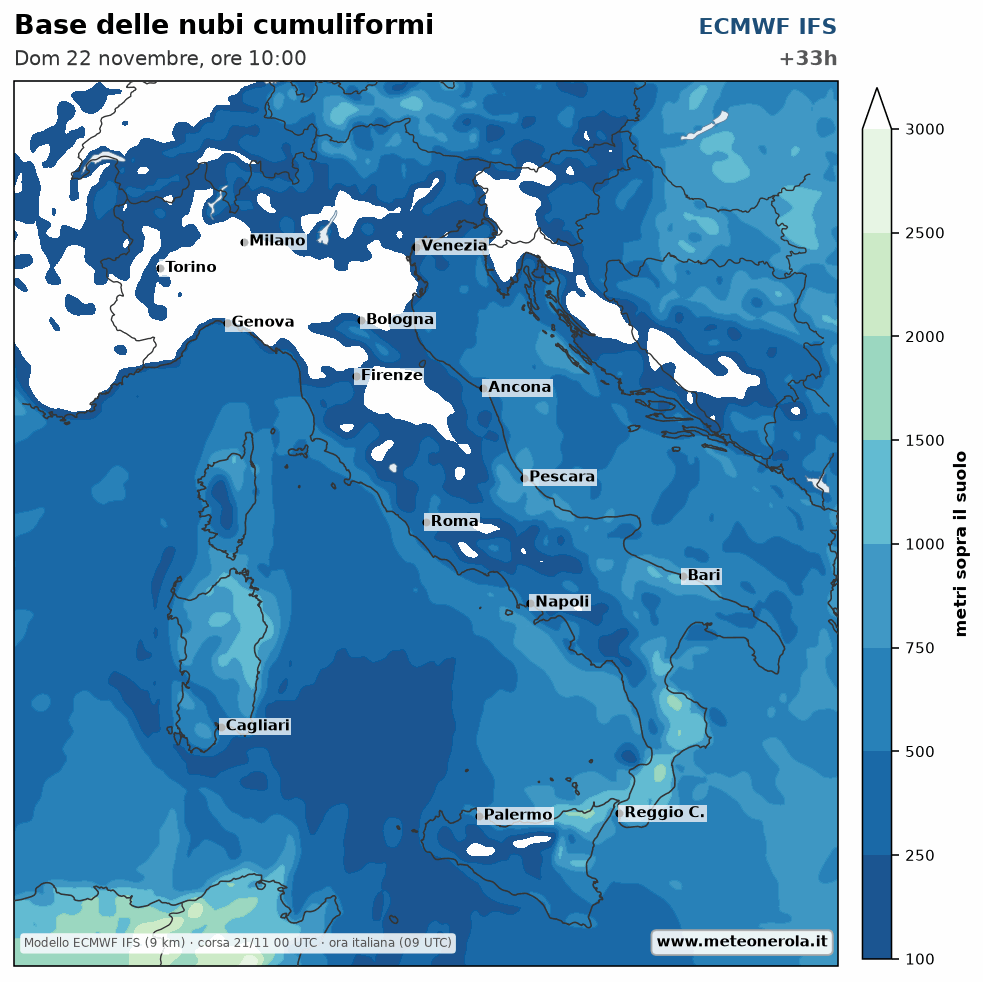 Base delle nubi cumuliformi
ECMWF IFS
Dom 22 novembre, ore 10:00
+33h
Milano
Venezia
Torino
Genova
Bologna
Firenze
Ancona
Pescara
Roma
Bari
Napoli
Cagliari
Palermo
Reggio C.
3000
2500
2000
1500
1000
750
500
250
100
metri sopra il suolo
Modello ECMWF IFS (9 km) · corsa 21/11 00 UTC · ora italiana (09 UTC)
www.meteonerola.it